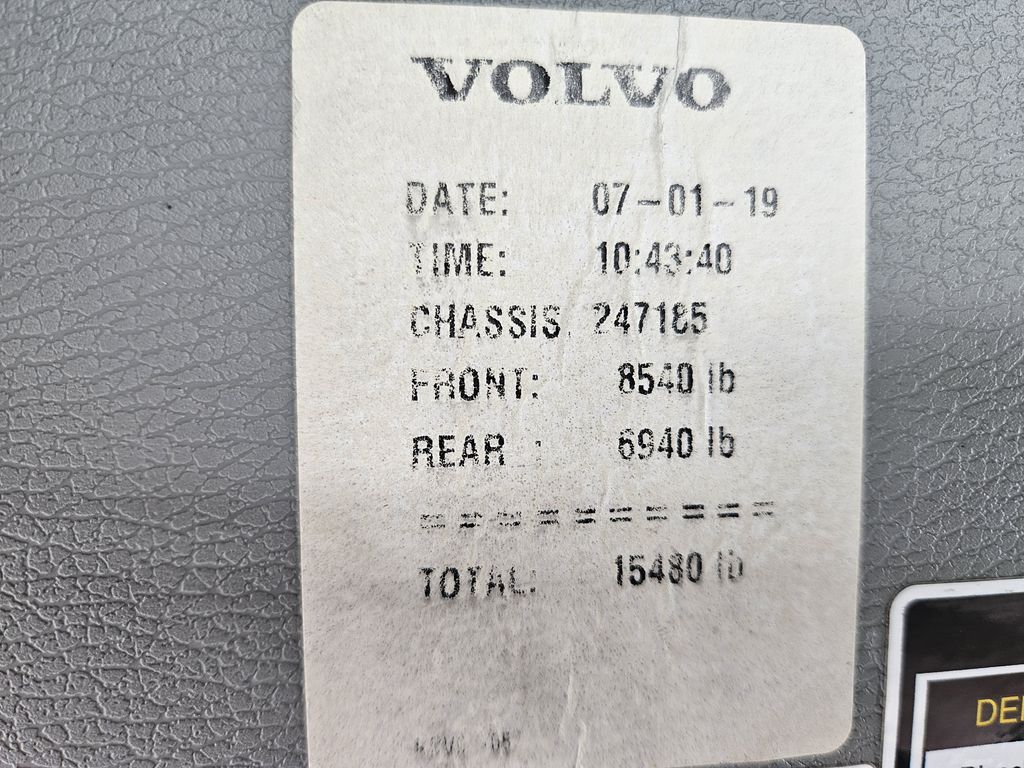 VOLVO
DATE: 07-01-19
TIME: 10:43:40
CHASSIS. 247185
FRONT: 8540 lb
REAR : 6940 lb
==========
TOTAL: 15480 lb